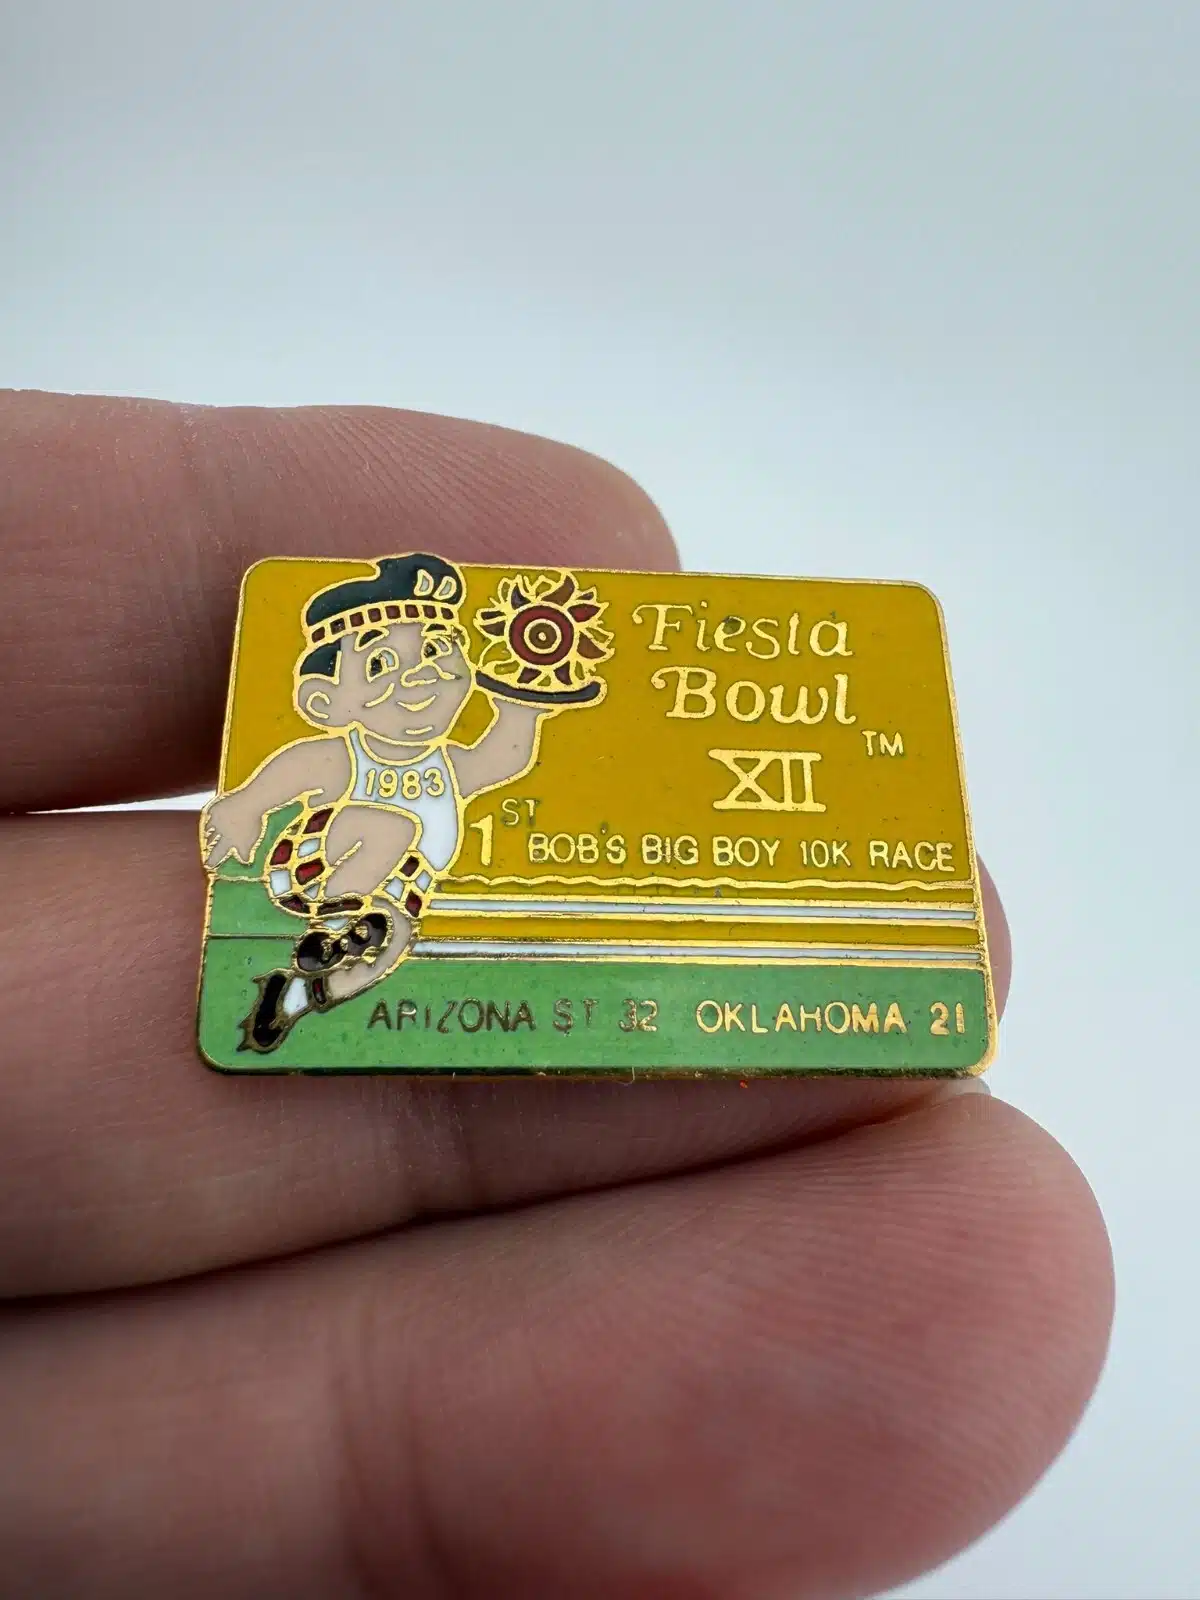 Fiesta
Bowl
TM
XII
1983
1ST BOB'S BIG BOY 10K RACE
ARIZONA ST 32 OKLAHOMA 21